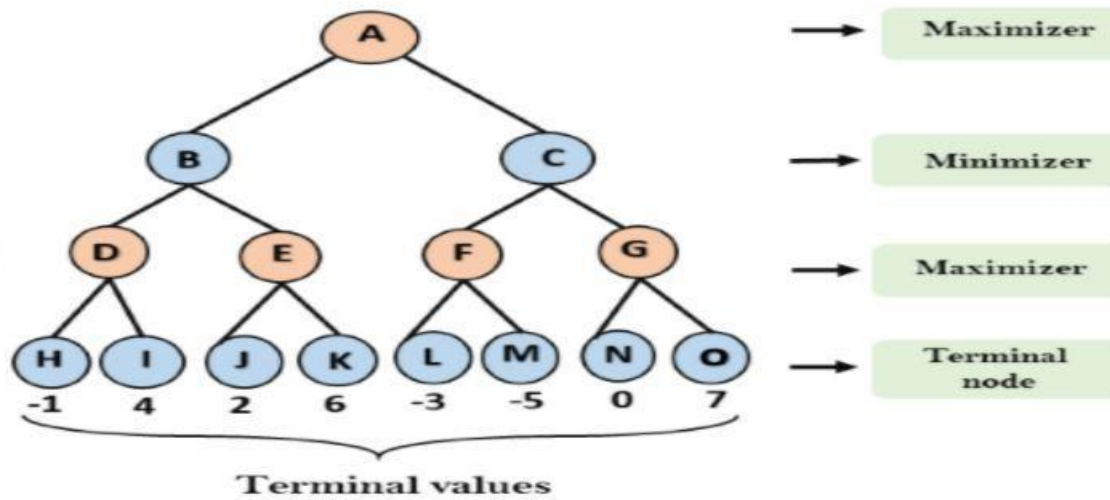 A
Maximizer
B
C
Minimizer
D
E
F
G
Maximizer
H
I
J
K
L
M
N
O
Terminal
node
-1
4
2
6
-3
-5
0
7
Terminal values